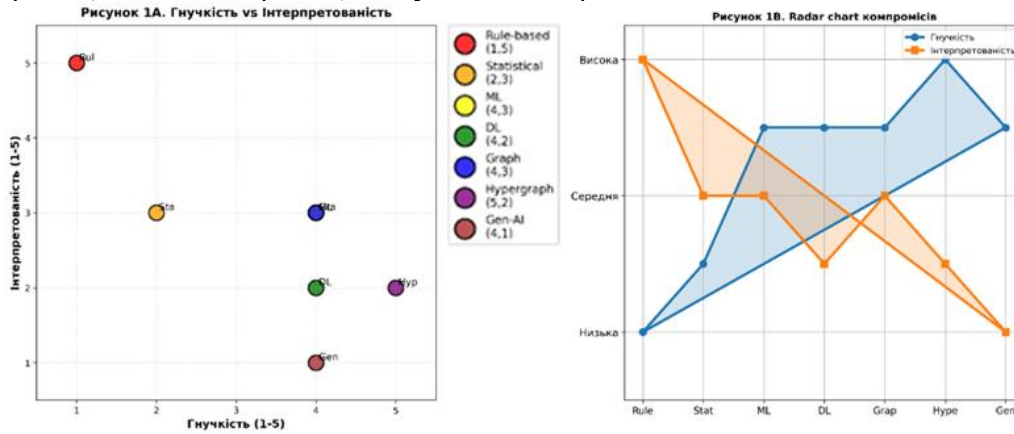 Рисунок 1A. Гнучкість vs Інтерпретованість
Інтерпретованість (1-5)
5
4
3
2
1
Rul
Sta
Gra
DL
Hyp
Gen
1
2
3
4
5
Гнучкість (1-5)
Rule-based
(1,5)
Statistical
(2,3)
ML
(4,3)
DL
(4,2)
Graph
(4,3)
Hypergraph
(5,2)
Gen-AI
(4,1)
Рисунок 1B. Radar chart компромісів
Гнучкість
Інтерпретованість
Висока
Середня
Низька
Rule
Stat
ML
DL
Grap
Hype
Gen